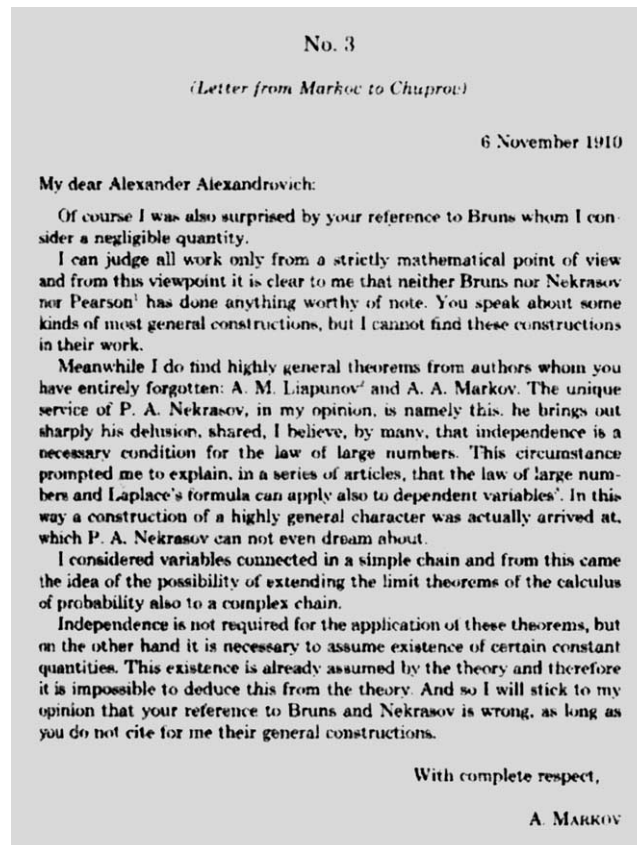 No. 3
(Letter from Markov to Chuprov)
6 November 1910
My dear Alexander Alexandrovich:
Of course I was also surprised by your reference to Bruns whom I con-
sider a negligible quantity.
I can judge all work only from a strictly mathematical point of view
and from this viewpoint it is clear to me that neither Bruns nor Nekrasov
nor Pearson¹ has done anything worthy of note. You speak about some
kinds of most general constructions, but I cannot find these constructions
in their work.
Meanwhile I do find highly general theorems from authors whom you
have entirely forgotten: A. M. Liapunov² and A. A. Markov. The unique
service of P. A. Nekrasov, in my opinion, is namely this, he brings out
sharply his delusion, shared, I believe, by many, that independence is a
necessary condition for the law of large numbers. This circumstance
prompted me to explain, in a series of articles, that the law of large num-
bers and Laplace's formula can apply also to dependent variables³. In this
way a construction of a highly general character was actually arrived at,
which P. A. Nekrasov can not even dream about.
I considered variables connected in a simple chain and from this came
the idea of the possibility of extending the limit theorems of the calculus
of probability also to a complex chain.
Independence is not required for the application of these theorems, but
on the other hand it is necessary to assume existence of certain constant
quantities. This existence is already assumed by the theory and therefore
it is impossible to deduce this from the theory. And so I will stick to my
opinion that your reference to Bruns and Nekrasov is wrong, as long as
you do not cite for me their general constructions.
With complete respect,
A. MARKOV